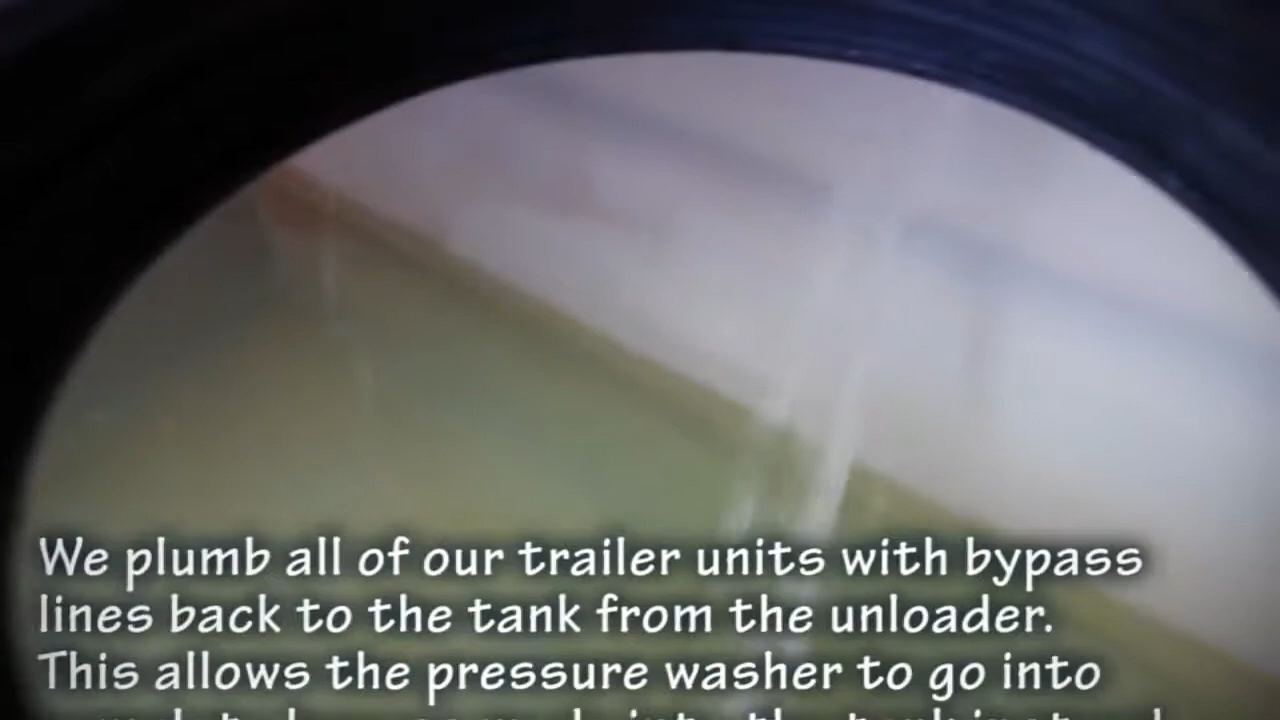 We plumb all of our trailer units with bypass
lines back to the tank from the unloader.
This allows the pressure washer to go into